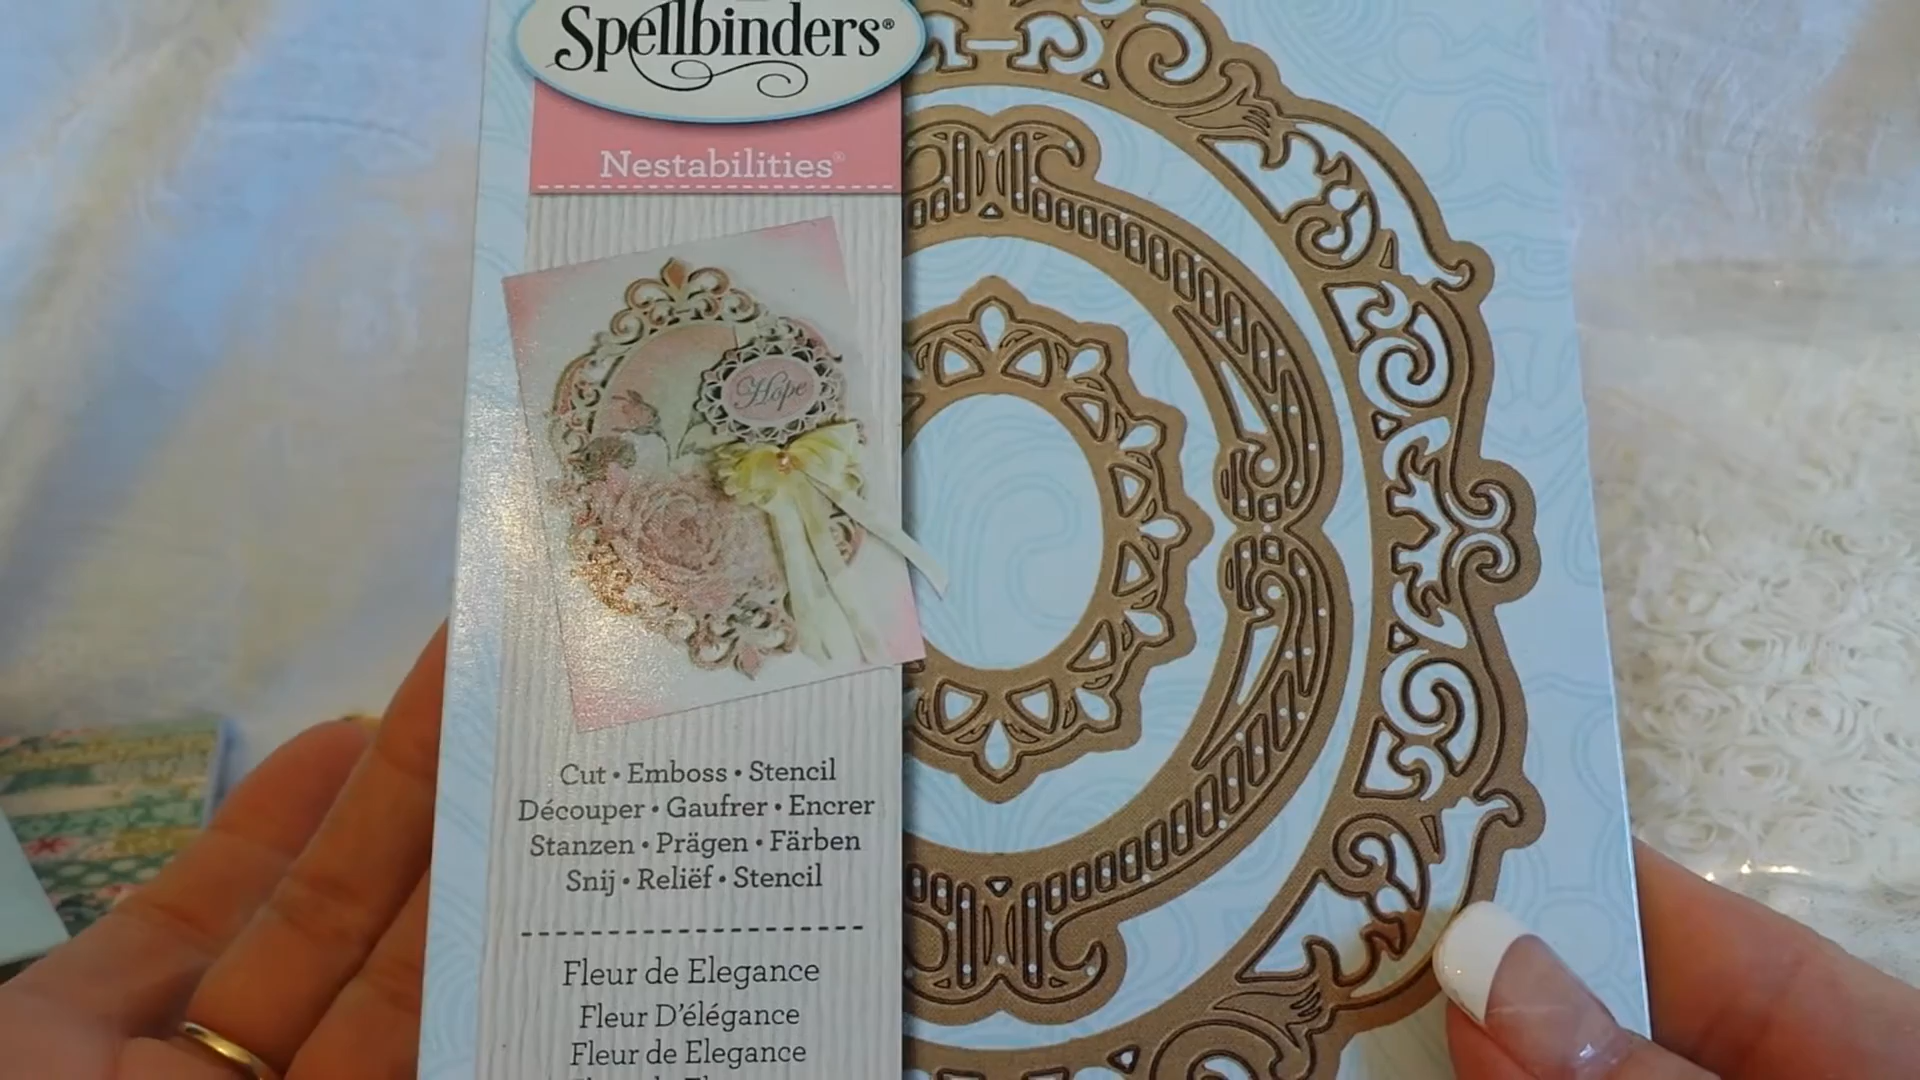 Spellbinders®
Nestabilities®
Hope
Cut • Emboss • Stencil
Découper • Gaufrer • Encrer
Stanzen • Prägen • Färben
Snij • Reliëf • Stencil
Fleur de Elegance
Fleur D'élégance
Fleur de Elegance